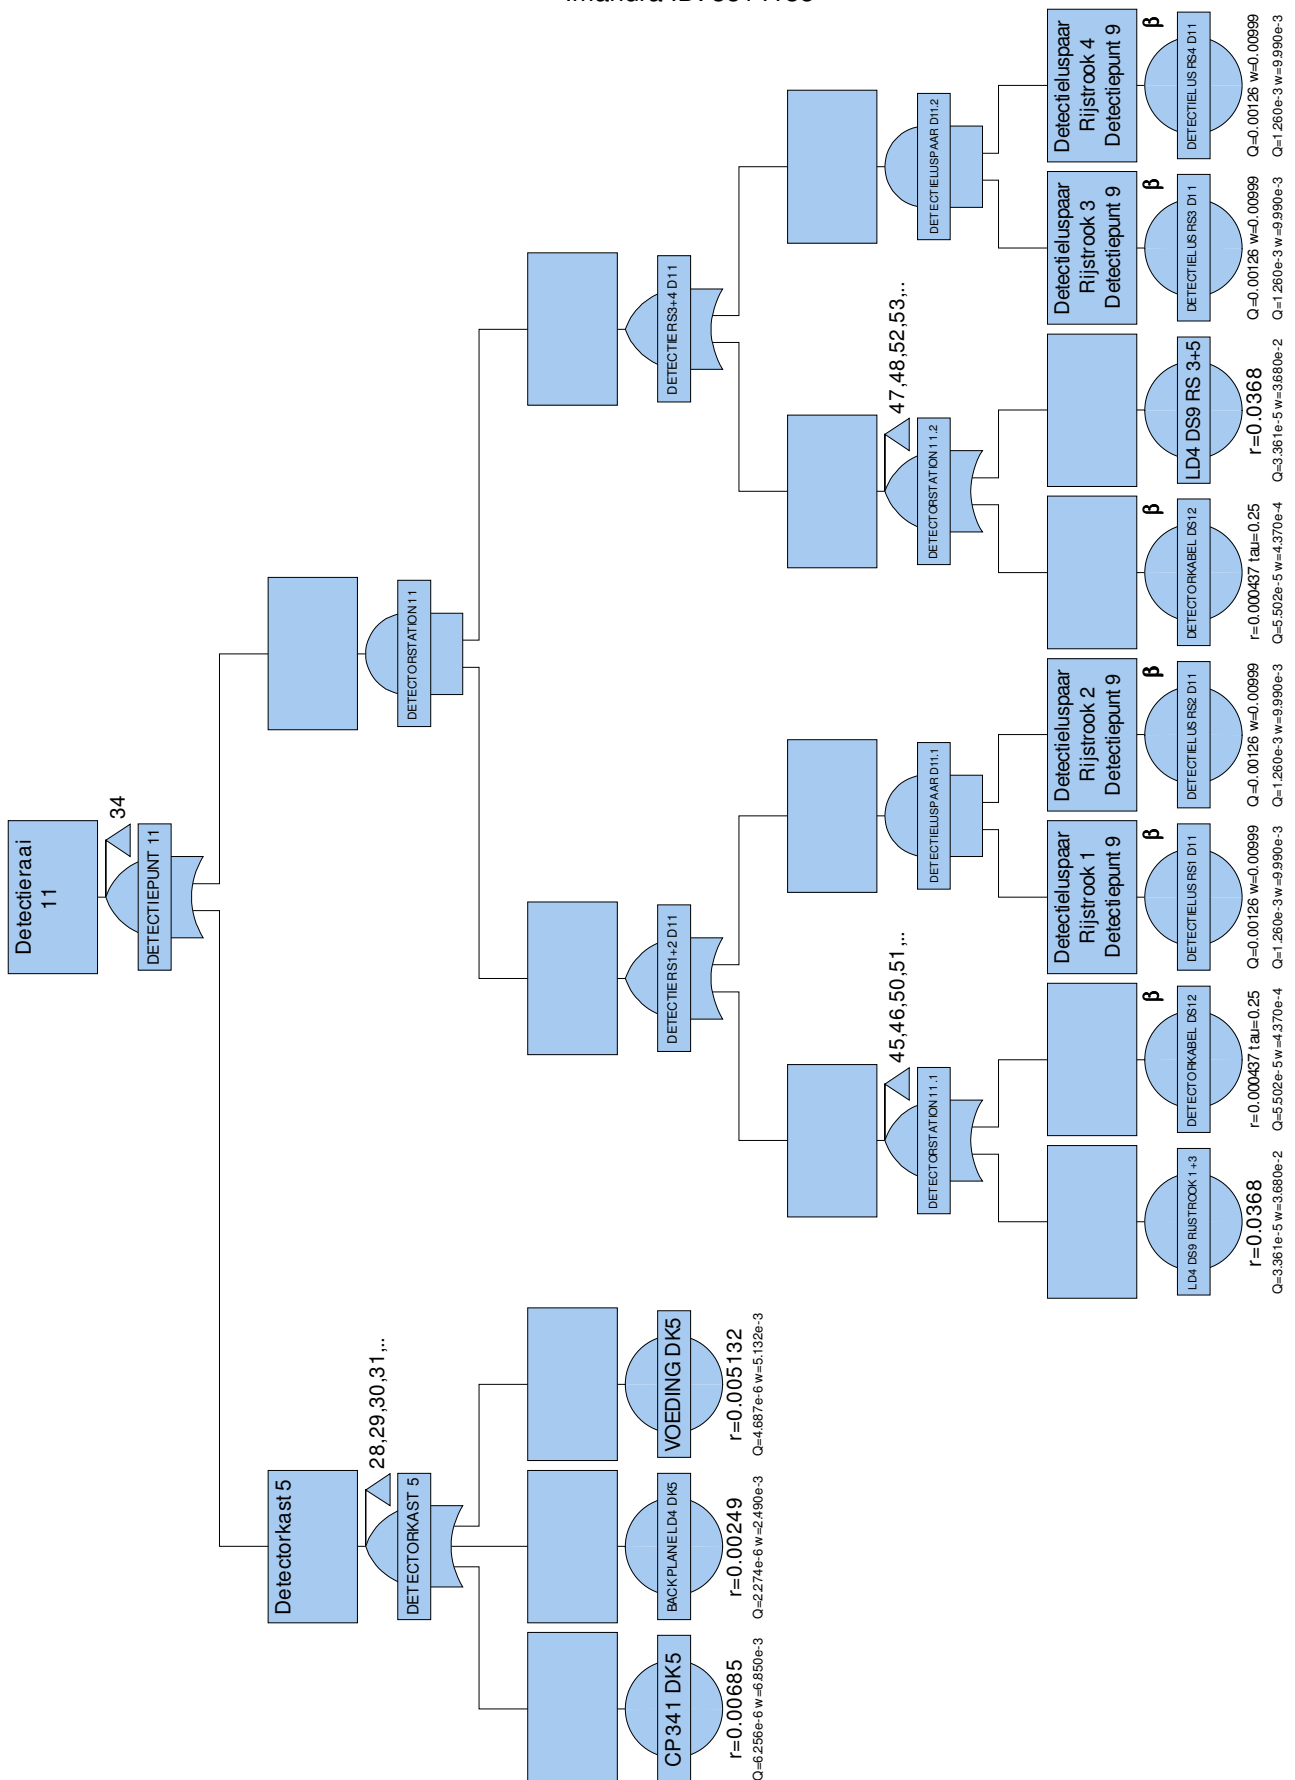 Detectieraai
11
34
DETECTIEPUNT 11
Detectorkast 5
28,29,30,31,..
DETECTORKAST 5
DETECTORSTATION11
CP341 DK5
r=0.00685
Q=6.256e-6 w=6.850e-3
BACKPLANE LD4 DK5
r=0.00249
Q=2.274e-6 w=2.490e-3
VOEDING DK5
r=0.005132
Q=4.687e-6 w=5.132e-3
DETECTIE RS1+2 D11
DETECTIE RS3+4 D11
45,46,50,51,..
DETECTORSTATION 11.1
DETECTIELUSPAAR D11.1
47,48,52,53,..
DETECTORSTATION 11.2
DETECTIELUSPAAR D11.2
LD4 DS9 RIJSTROOK 1+3
r=0.0368
Q=3.361e-5 w=3.680e-2
β
DETECTORKABEL DS12
r=0.000437 tau=0.25
Q=5.502e-5 w=4.370e-4
Detectieluspaar
Rijstrook 1
Detectiepunt 9
β
DETECTIELUS RS1 D11
Q=0.00126 w=0.00999
Q=1.260e-3 w=9.990e-3
Detectieluspaar
Rijstrook 2
Detectiepunt 9
β
DETECTIELUS RS2 D11
Q=0.00126 w=0.00999
Q=1.260e-3 w=9.990e-3
β
DETECTORKABEL DS12
r=0.000437 tau=0.25
Q=5.502e-5 w=4.370e-4
LD4 DS9 RS 3+5
r=0.0368
Q=3.361e-5 w=3.680e-2
Detectieluspaar
Rijstrook 3
Detectiepunt 9
β
DETECTIELUS RS3 D11
Q=0.00126 w=0.00999
Q=1.260e-3 w=9.990e-3
Detectieluspaar
Rijstrook 4
Detectiepunt 9
β
DETECTIELUS RS4 D11
Q=0.00126 w=0.00999
Q=1.260e-3 w=9.990e-3